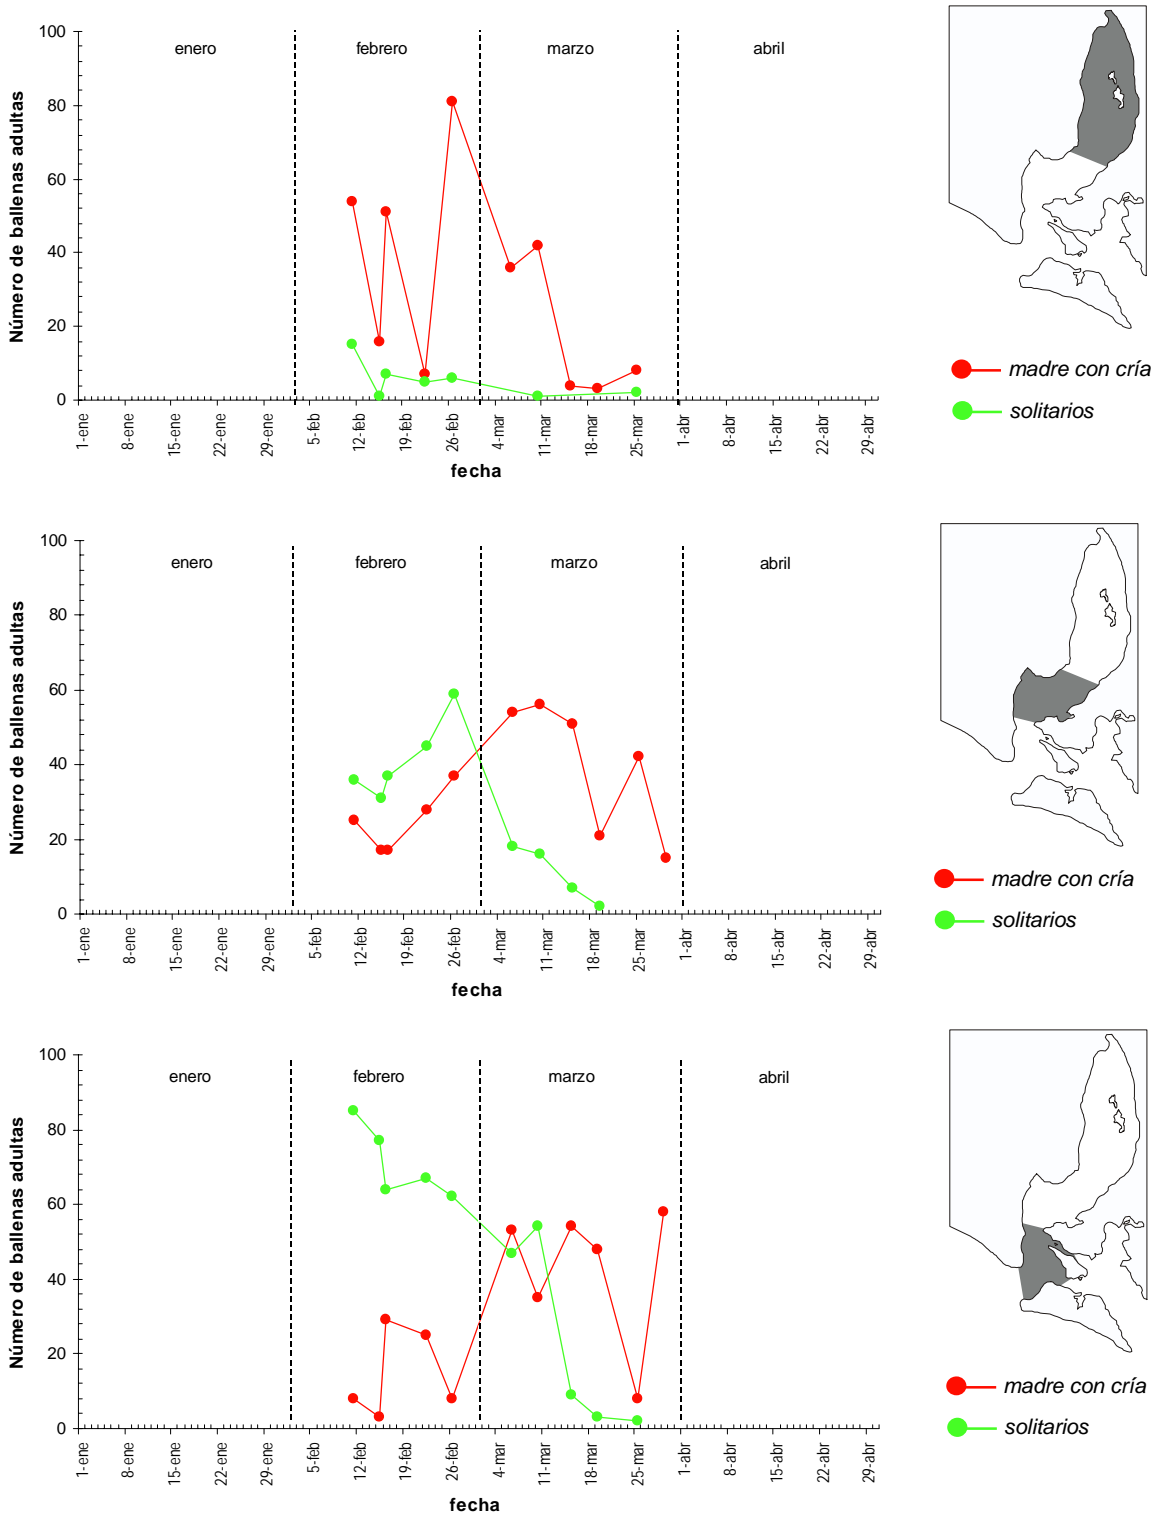 Número de ballenas adultas
100
80
60
40
20
0
enero
febrero
marzo
abril
1-ene
8-ene
15-ene
22-ene
29-ene
5-feb
12-feb
19-feb
26-feb
4-mar
11-mar
18-mar
25-mar
1-abr
8-abr
15-abr
22-abr
29-abr
fecha
madre con cría
solitarios
Número de ballenas adultas
100
80
60
40
20
0
enero
febrero
marzo
abril
1-ene
8-ene
15-ene
22-ene
29-ene
5-feb
12-feb
19-feb
26-feb
4-mar
11-mar
18-mar
25-mar
1-abr
8-abr
15-abr
22-abr
29-abr
fecha
madre con cría
solitarios
Número de ballenas adultas
100
80
60
40
20
0
enero
febrero
marzo
abril
1-ene
8-ene
15-ene
22-ene
29-ene
5-feb
12-feb
19-feb
26-feb
4-mar
11-mar
18-mar
25-mar
1-abr
8-abr
15-abr
22-abr
29-abr
fecha
madre con cría
solitarios